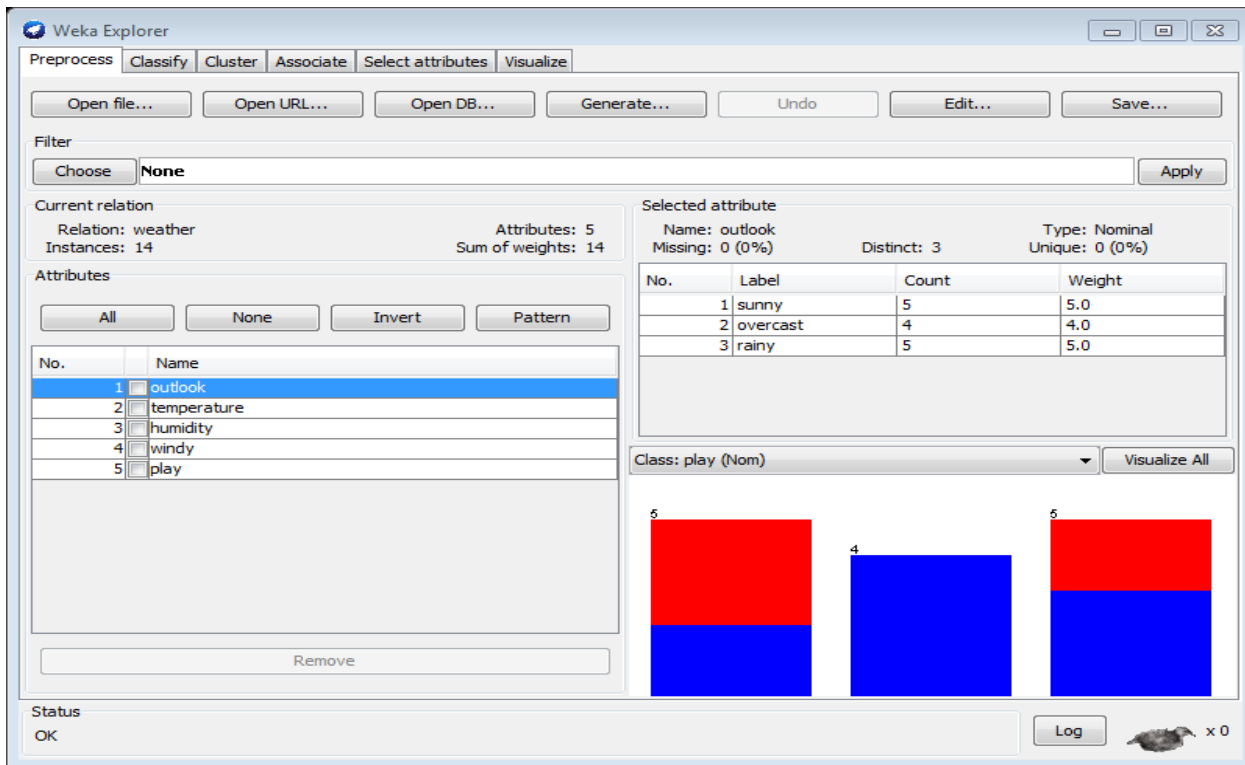 Weka Explorer
Preprocess Classify Cluster Associate Select attributes Visualize
Open file... Open URL... Open DB... Generate... Undo Edit... Save...
Filter
Choose None Apply
Current relation
Relation: weather Attributes: 5
Instances: 14 Sum of weights: 14
Attributes
All None Invert Pattern
No. Name
1 outlook
2 temperature
3 humidity
4 windy
5 play
Remove
Selected attribute
Name: outlook Type: Nominal
Missing: 0 (0%) Distinct: 3 Unique: 0 (0%)
No. Label Count Weight
1 sunny 5 5.0
2 overcast 4 4.0
3 rainy 5 5.0
Class: play (Nom) Visualize All
5 4 5
Status
OK
Log x 0